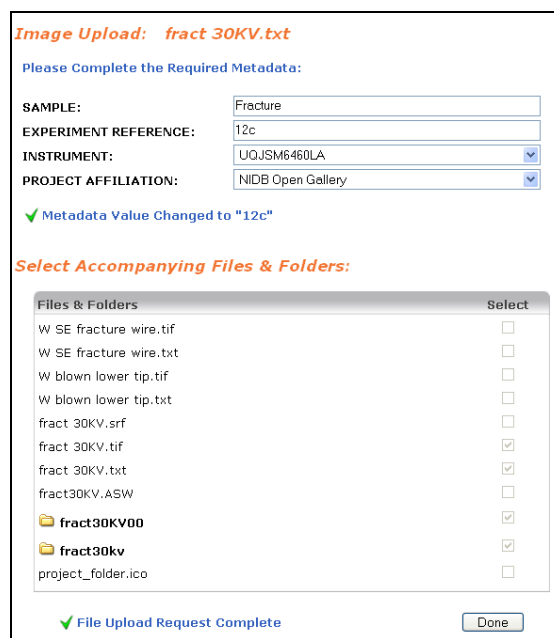 Image Upload: fract 30KV.txt
Please Complete the Required Metadata:
SAMPLE: Fracture
EXPERIMENT REFERENCE: 12c
INSTRUMENT: UQJSM6460LA
PROJECT AFFILIATION: NIDB Open Gallery
Metadata Value Changed to "12c"
Select Accompanying Files & Folders:
Files & Folders Select
W SE fracture wire.tif
W SE fracture wire.txt
W blown lower tip.tif
W blown lower tip.txt
fract 30KV.srf
fract 30KV.tif
fract 30KV.txt
fract30KV.ASW
fract30KV00
fract30kv
project_folder.ico
File Upload Request Complete Done